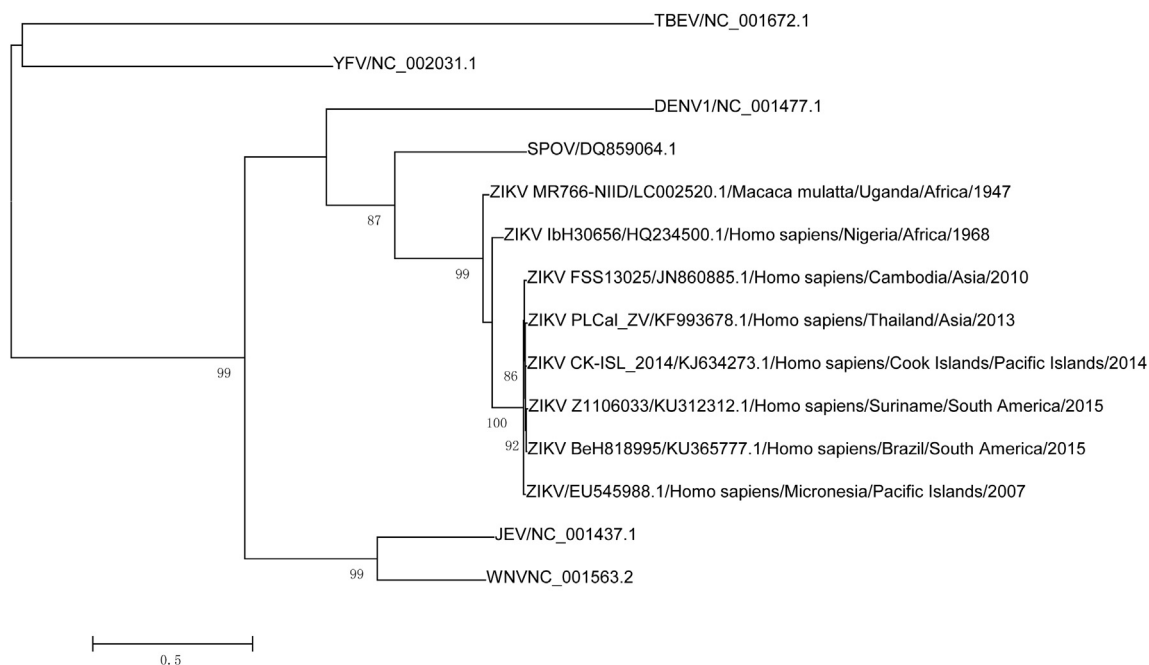 TBEV/NC_001672.1
YFV/NC_002031.1
DENV1/NC_001477.1
SPOV/DQ859064.1
ZIKV MR766-NIID/LC002520.1/Macaca mulatta/Uganda/Africa/1947
87
ZIKV IbH30656/HQ234500.1/Homo sapiens/Nigeria/Africa/1968
99
ZIKV FSS13025/JN860885.1/Homo sapiens/Cambodia/Asia/2010
ZIKV PLCal_ZV/KF993678.1/Homo sapiens/Thailand/Asia/2013
ZIKV CK-ISL_2014/KJ634273.1/Homo sapiens/Cook Islands/Pacific Islands/2014
99
86
ZIKV Z1106033/KU312312.1/Homo sapiens/Suriname/South America/2015
100
92
ZIKV BeH818995/KU365777.1/Homo sapiens/Brazil/South America/2015
ZIKV/EU545988.1/Homo sapiens/Micronesia/Pacific Islands/2007
JEV/NC_001437.1
99
WNVNC_001563.2
0.5